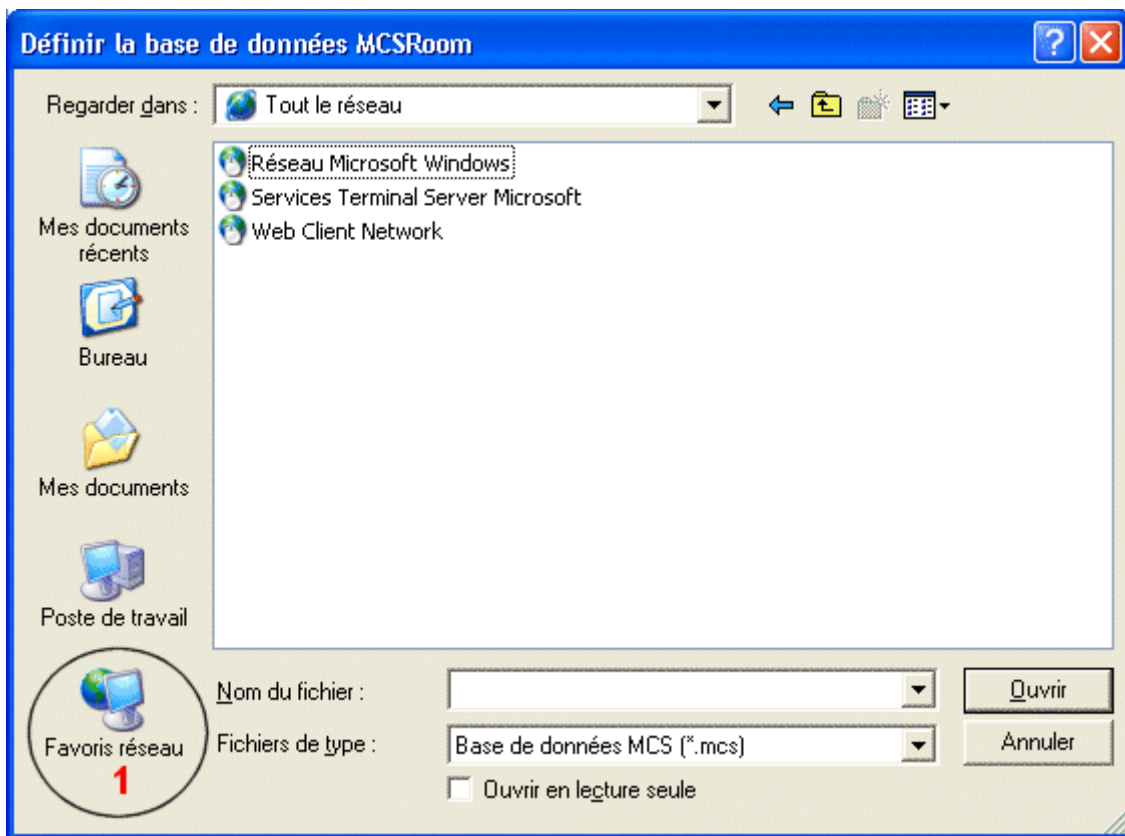 Définir la base de données MCSRoom
Regarder dans :
Tout le réseau
Réseau Microsoft Windows
Services Terminal Server Microsoft
Web Client Network
Mes documents
récents
Bureau
Mes documents
Poste de travail
Favoris réseau
1
Nom du fichier :
Ouvrir
Fichiers de type :
Base de données MCS (*.mcs)
Annuler
Ouvrir en lecture seule